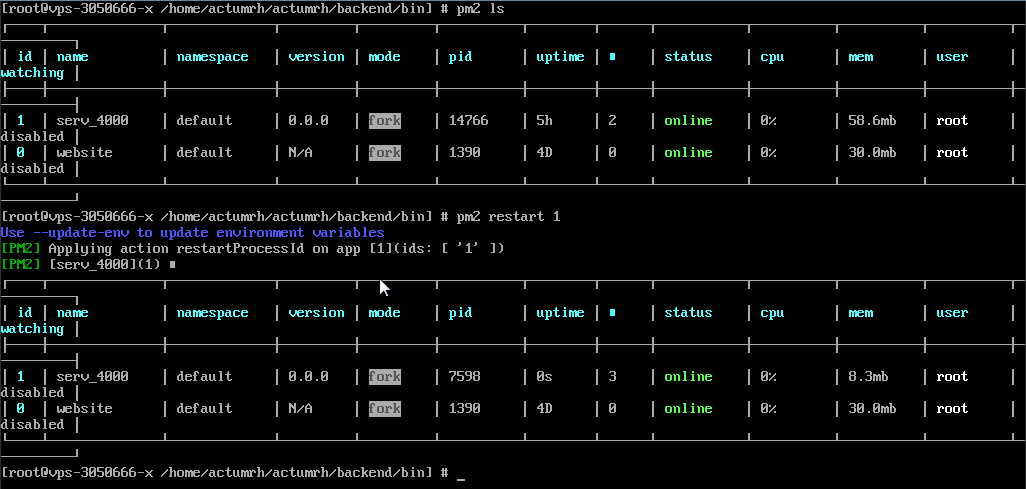 [root@vps-3050666-x /home/actumrh/actumrh/backend/bin] # pm2 ls
| id | name | namespace | version | mode | pid | uptime | ■ | status | cpu | mem | user |
watching |
| 1 | serv_4000 | default | 0.0.0 | fork | 14766 | 5h | 2 | online | 0% | 58.6mb | root |
disabled |
| 0 | website | default | N/A | fork | 1390 | 4D | 0 | online | 0% | 30.0mb | root |
disabled |
[root@vps-3050666-x /home/actumrh/actumrh/backend/bin] # pm2 restart 1
Use --update-env to update environment variables
[PM2] Applying action restartProcessId on app [1](ids: [ '1' ])
[PM2] [serv_4000](1) ■
| id | name | namespace | version | mode | pid | uptime | ■ | status | cpu | mem | user |
watching |
| 1 | serv_4000 | default | 0.0.0 | fork | 7598 | 0s | 3 | online | 0% | 8.3mb | root |
disabled |
| 0 | website | default | N/A | fork | 1390 | 4D | 0 | online | 0% | 30.0mb | root |
disabled |
[root@vps-3050666-x /home/actumrh/actumrh/backend/bin] # _